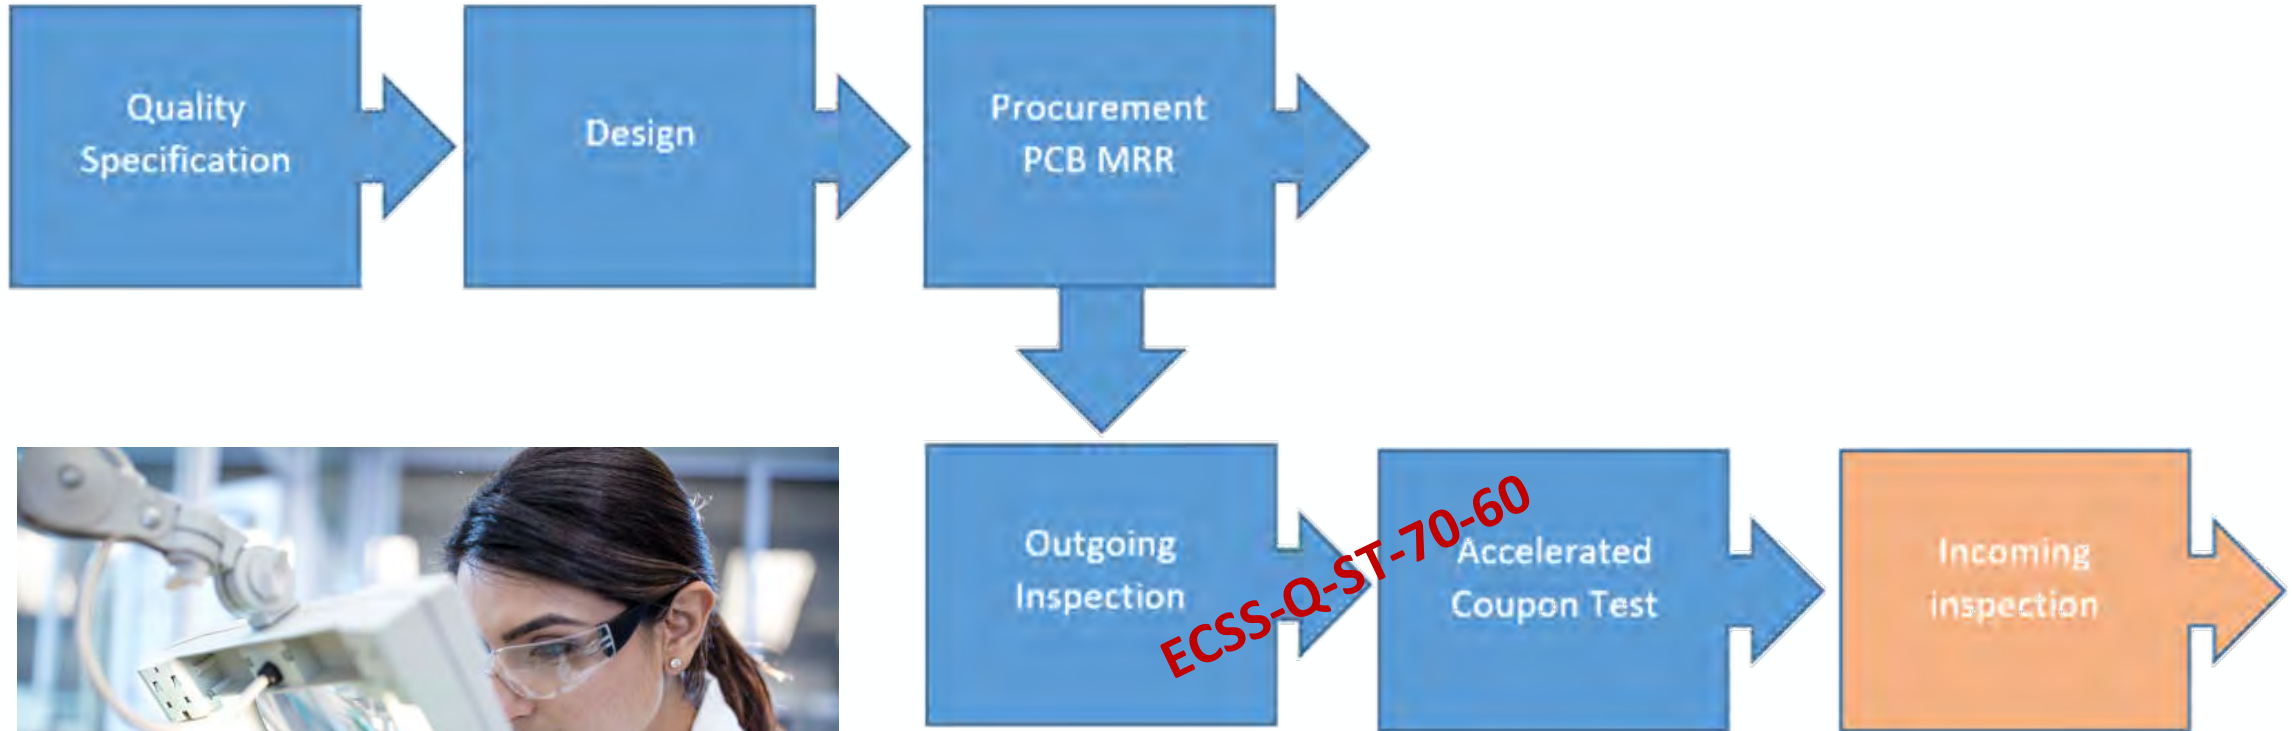 Quality
Specification
Design
Procurement
PCB MRR
Outgoing
Inspection
ECSS-Q-ST-70-60
Accelerated
Coupon Test
Incoming
inspection